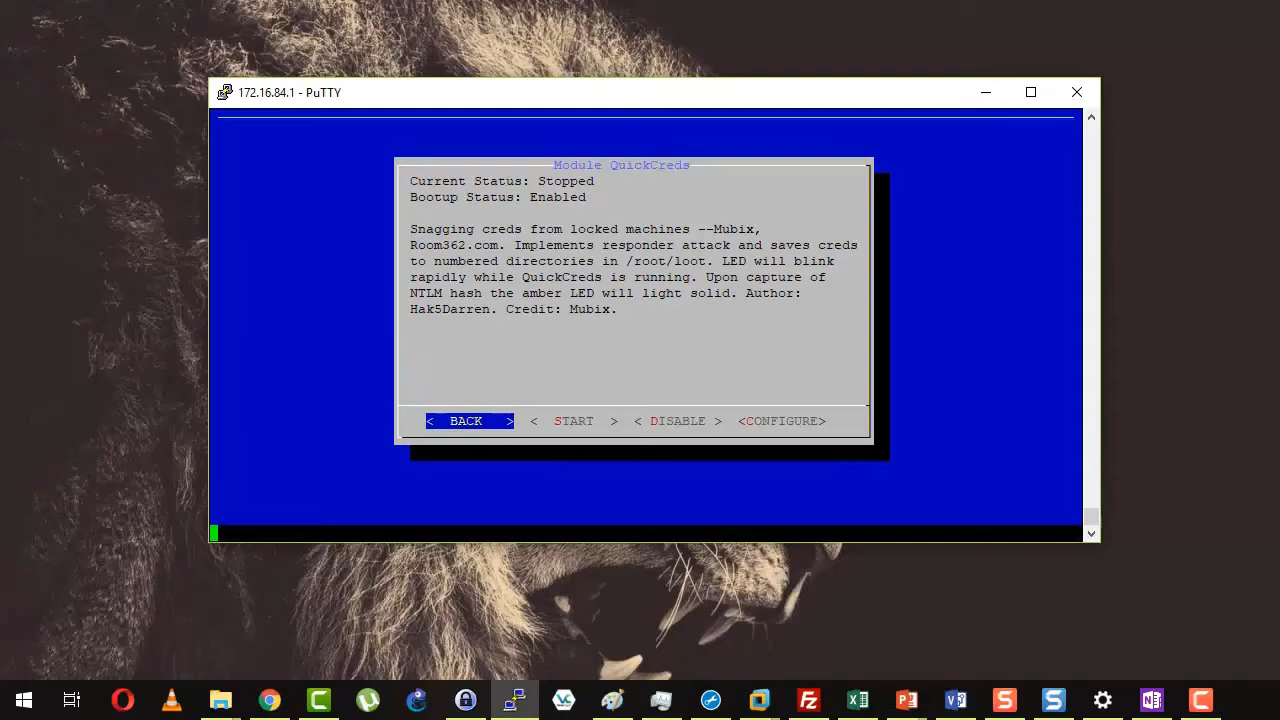 172.16.84.1 - PuTTY
Module QuickCreds
Current Status: Stopped
Bootup Status: Enabled
Snagging creds from locked machines --Mubix,
Room362.com. Implements responder attack and saves creds
to numbered directories in /root/loot. LED will blink
rapidly while QuickCreds is running. Upon capture of
NTLM hash the amber LED will light solid. Author:
Hak5Darren. Credit: Mubix.
< BACK > < START > < DISABLE > <CONFIGURE>